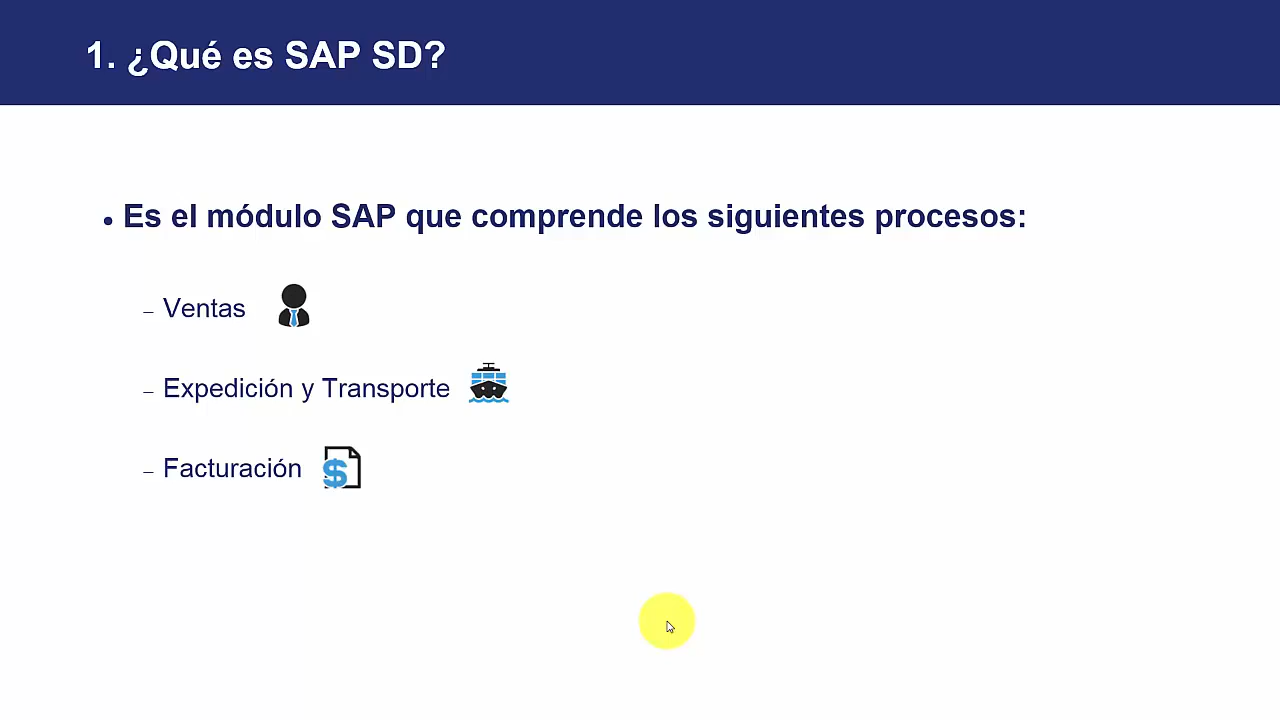 1. ¿Qué es SAP SD?
• Es el módulo SAP que comprende los siguientes procesos:
– Ventas
– Expedición y Transporte
– Facturación
$